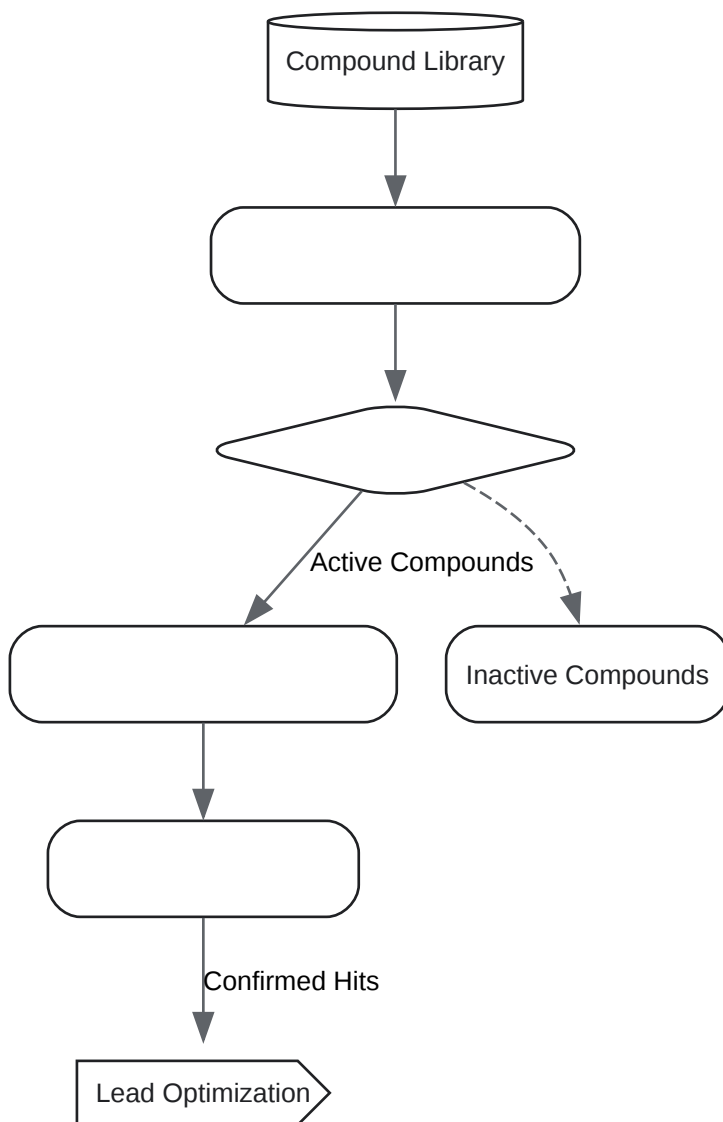 Compound Library
Active Compounds
Inactive Compounds
Confirmed Hits
Lead Optimization